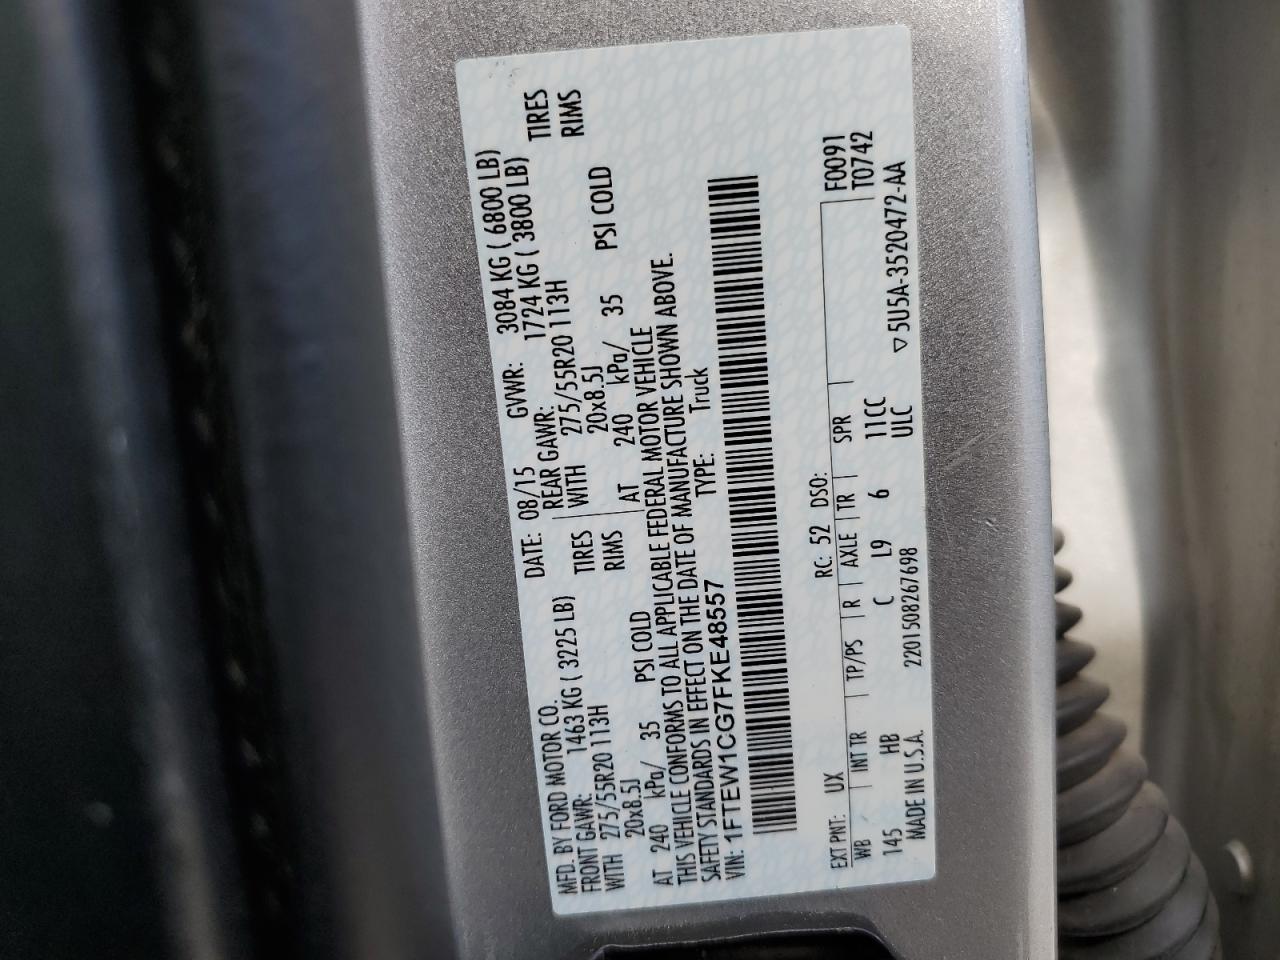 MFD. BY FORD MOTOR CO.
DATE: 08/15 GVWR: 3084 KG ( 6800 LB)
FRONT GAWR: 1463 KG ( 3225 LB) REAR GAWR: 1724 KG ( 3800 LB)
WITH 275/55R20 113H TIRES WITH 275/55R20 113H TIRES
20x8.5J RIMS 20x8.5J RIMS
AT 240 kPa/ 35 PSI COLD AT 240 kPa/ 35 PSI COLD
THIS VEHICLE CONFORMS TO ALL APPLICABLE FEDERAL MOTOR VEHICLE
SAFETY STANDARDS IN EFFECT ON THE DATE OF MANUFACTURE SHOWN ABOVE.
VIN: 1FTEW1CG7FKE48557 TYPE: Truck
F0091
EXT PNT: UX RC: 52 DSO: T0742
WB INT TR TP/PS R AXLE TR SPR
145 HB C L9 6 11CC
ULC ▽5U5A-3520472-AA
MADE IN U.S.A. 2201508267698